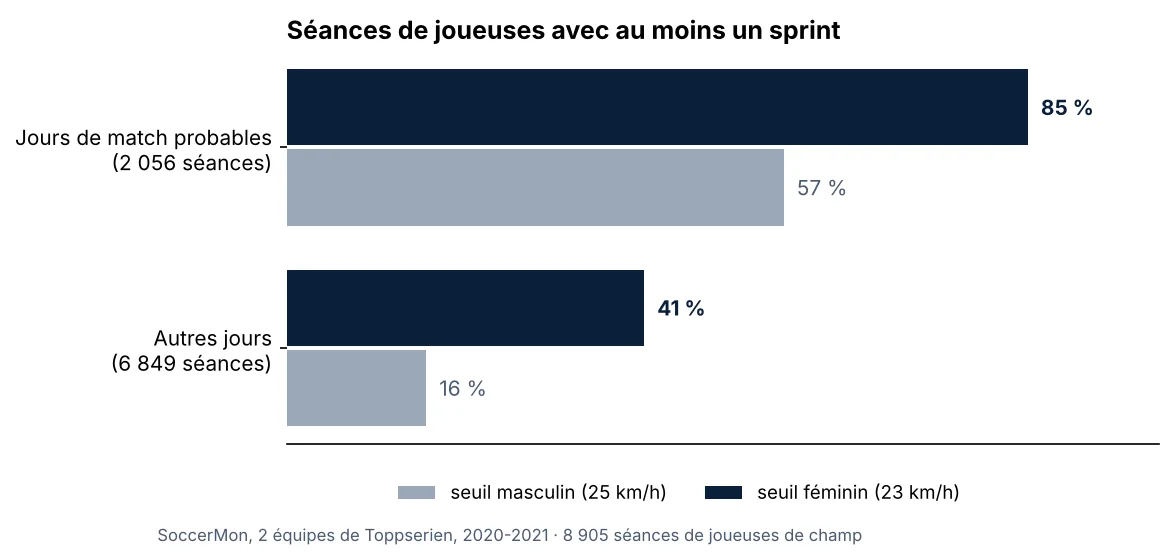 Séances de joueuses avec au moins un sprint
85 %
Jours de match probables
(2 056 séances)
57 %
41 %
Autres jours
(6 849 séances)
16 %
seuil masculin (25 km/h)
seuil féminin (23 km/h)
SoccerMon, 2 équipes de Toppserien, 2020-2021 · 8 905 séances de joueuses de champ